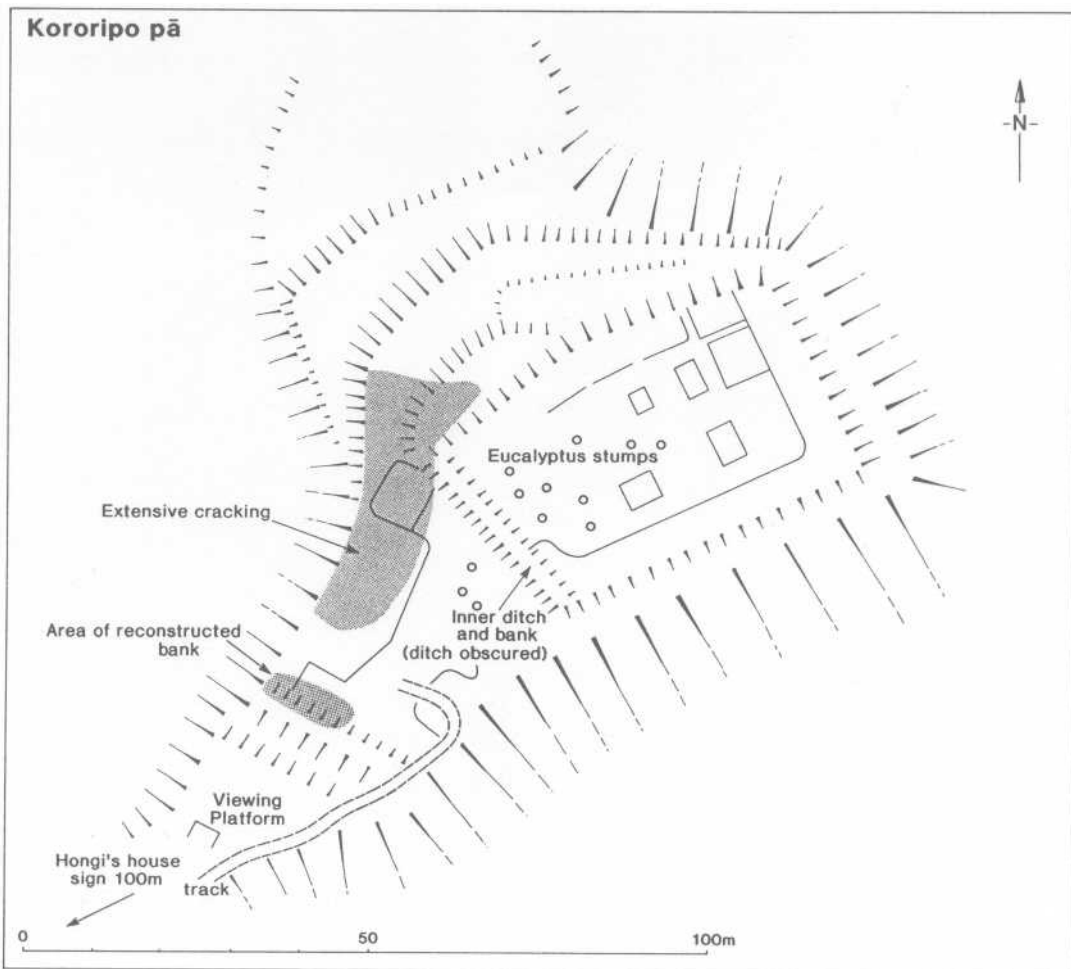 Kororipo pā
-N-
Eucalyptus stumps
Extensive cracking
Inner ditch
and bank
(ditch obscured)
Area of reconstructed
bank
Viewing
Platform
Hongi's house
sign 100m
track
0
50
100m